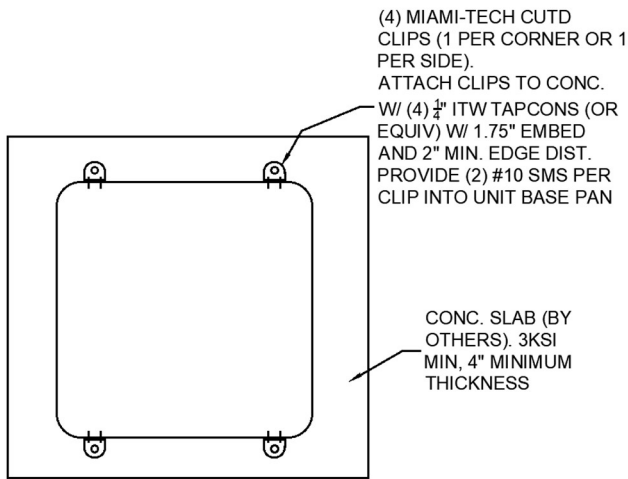 (4) MIAMI-TECH CUTD
CLIPS (1 PER CORNER OR 1
PER SIDE).
ATTACH CLIPS TO CONC.
W/ (4) 1/4" ITW TAPCONS (OR
EQUIV) W/ 1.75" EMBED
AND 2" MIN. EDGE DIST.
PROVIDE (2) #10 SMS PER
CLIP INTO UNIT BASE PAN
CONC. SLAB (BY
OTHERS). 3KSI
MIN, 4" MINIMUM
THICKNESS